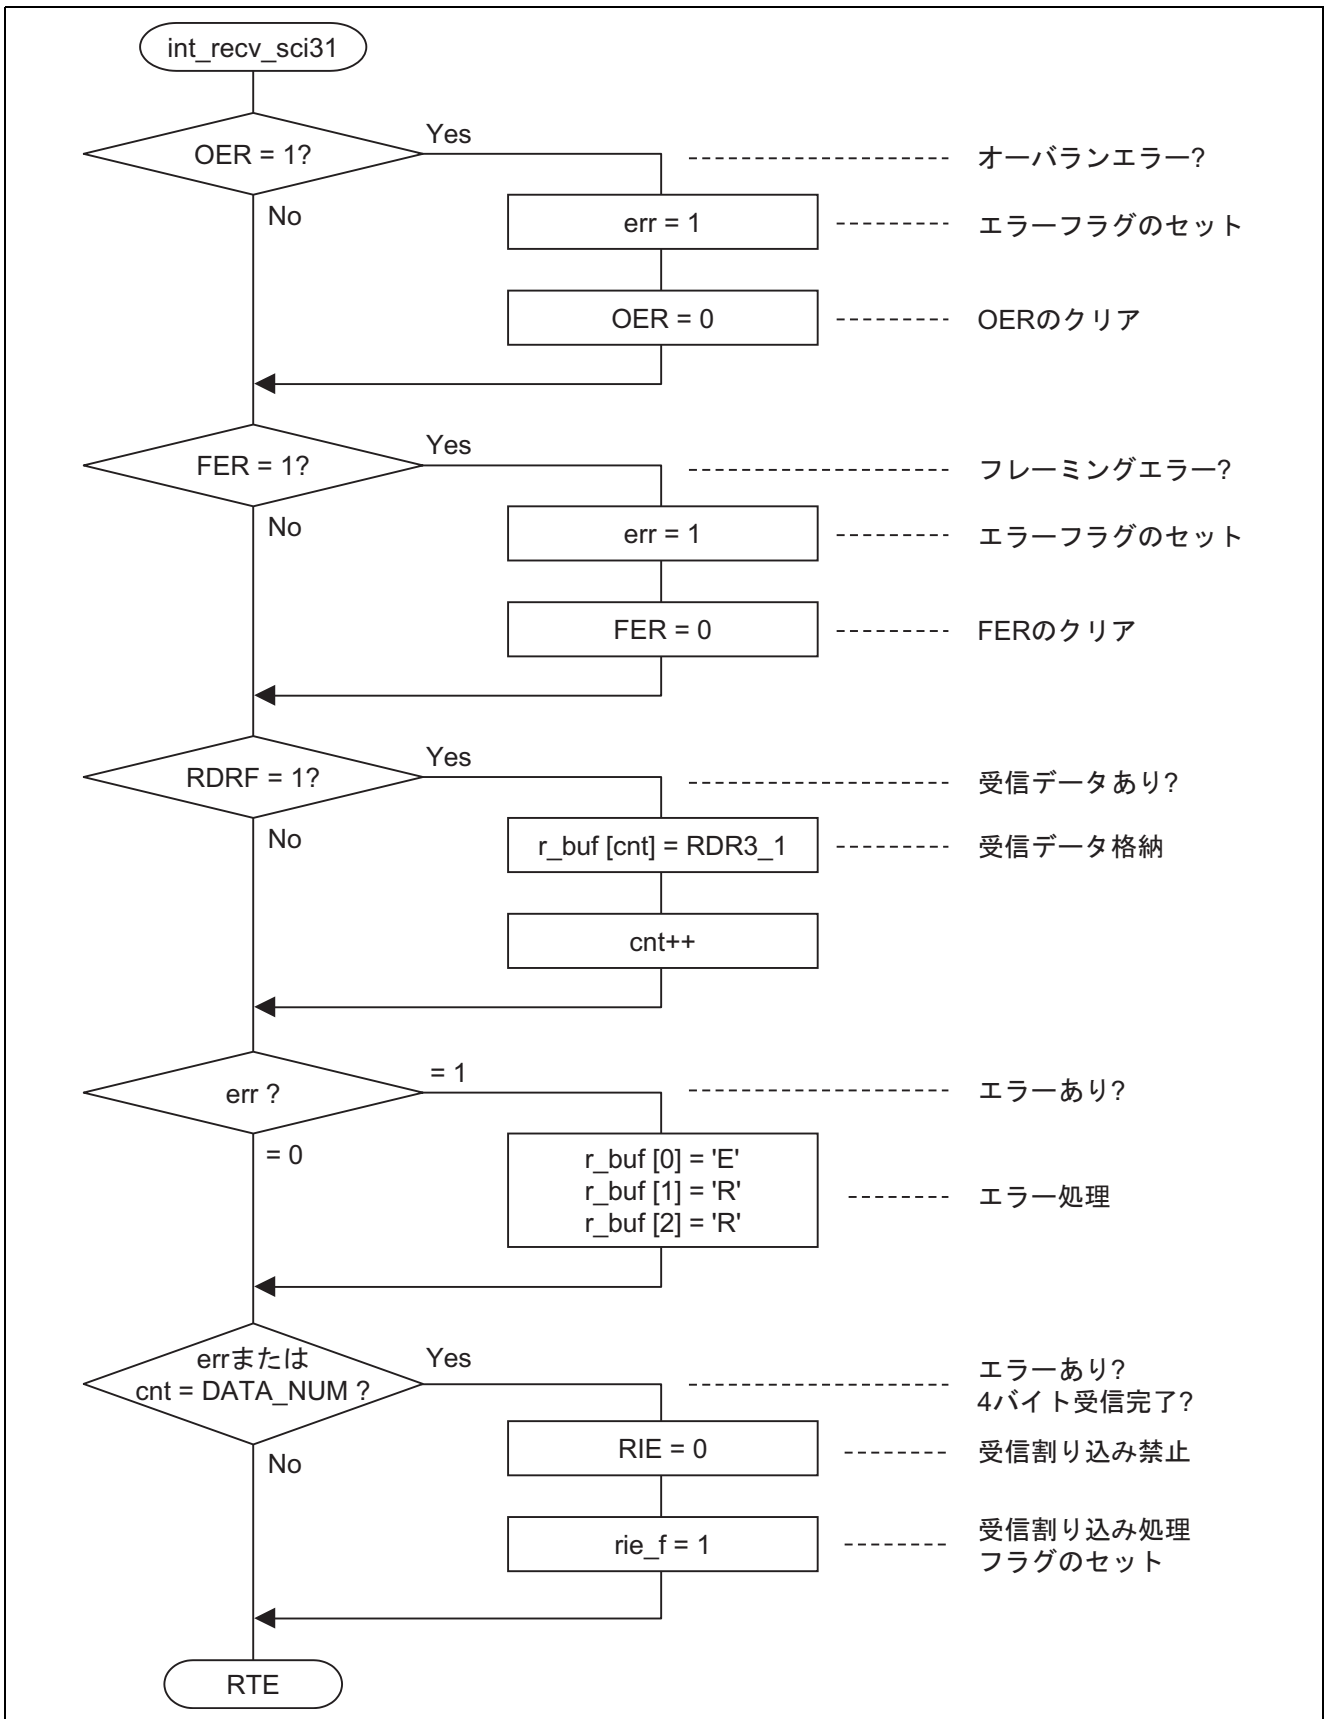 int_recv_sci31
OER = 1?
Yes
オーバランエラー?
No
err = 1
エラーフラグのセット
OER = 0
OERのクリア
FER = 1?
Yes
フレーミングエラー?
No
err = 1
エラーフラグのセット
FER = 0
FERのクリア
RDRF = 1?
Yes
受信データあり?
No
r_buf [cnt] = RDR3_1
受信データ格納
cnt++
err ?
= 1
エラーあり?
= 0
r_buf [0] = 'E'
r_buf [1] = 'R'
r_buf [2] = 'R'
エラー処理
errまたは
cnt = DATA_NUM ?
Yes
エラーあり?
4バイト受信完了?
No
RIE = 0
受信割り込み禁止
rie_f = 1
受信割り込み処理
フラグのセット
RTE